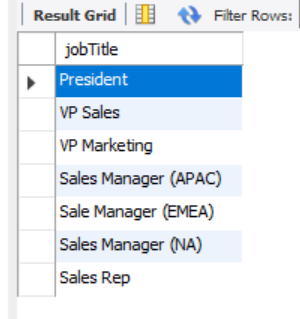 Result Grid Filter Rows:
jobTitle
President
VP Sales
VP Marketing
Sales Manager (APAC)
Sale Manager (EMEA)
Sales Manager (NA)
Sales Rep